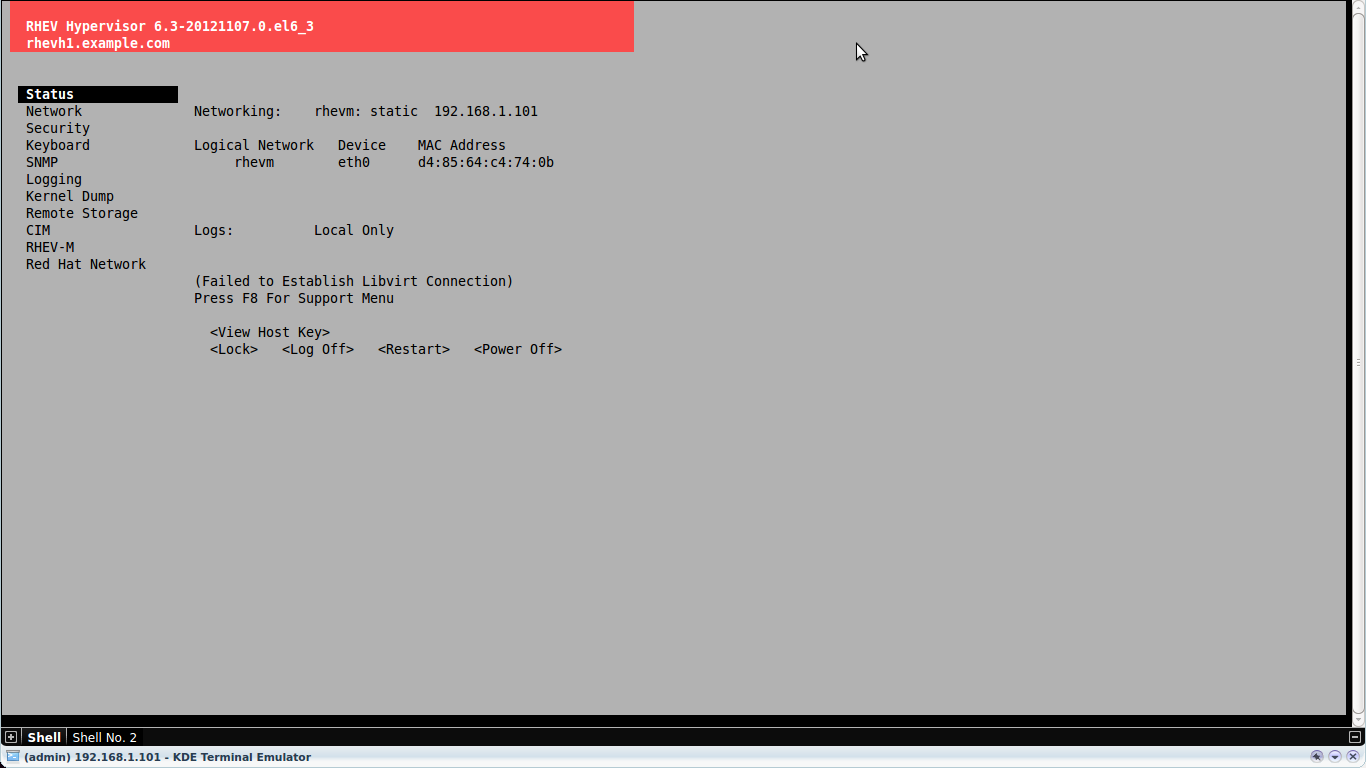 RHEV Hypervisor 6.3-20121107.0.el6_3
rhevh1.example.com
Status
Network
Security
Keyboard
SNMP
Logging
Kernel Dump
Remote Storage
CIM
RHEV-M
Red Hat Network
Networking: rhevm: static 192.168.1.101
Logical Network Device MAC Address
rhevm eth0 d4:85:64:c4:74:0b
Logs: Local Only
(Failed to Establish Libvirt Connection)
Press F8 For Support Menu
<View Host Key>
<Lock> <Log Off> <Restart> <Power Off>
Shell Shell No. 2
(admin) 192.168.1.101 - KDE Terminal Emulator